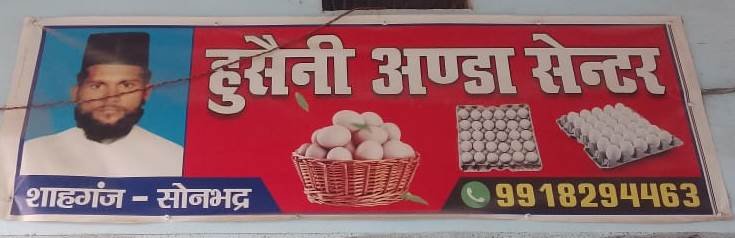 हुसैनी अण्डा सेन्टर
शाहगंज - सोनभद्र
9918294463